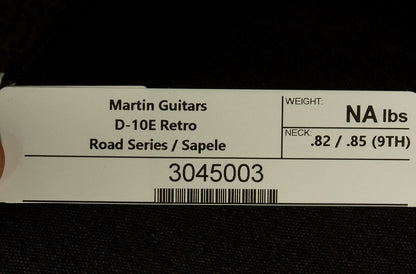 Martin Guitars
D-10E Retro
Road Series / Sapele
WEIGHT:
NA lbs
NECK:
.82 / .85 (9TH)
3045003